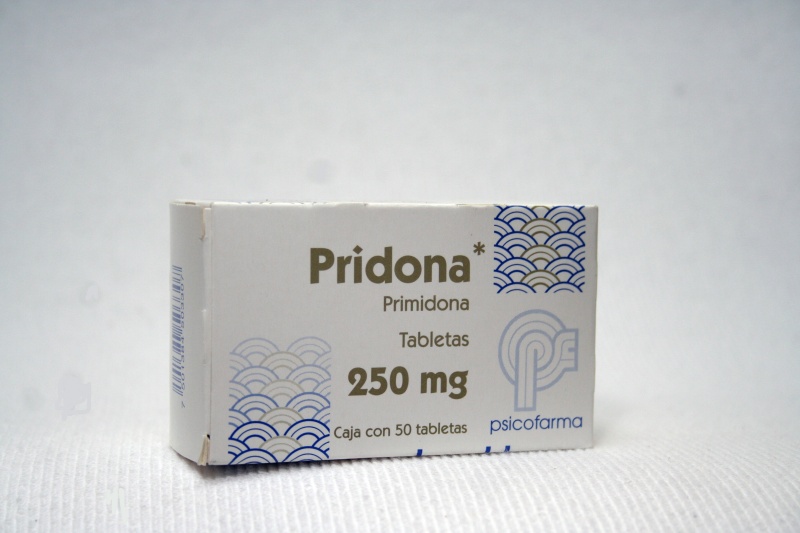 Pridona*
Primidona
Tabletas
250 mg
Caja con 50 tabletas
psicofarma